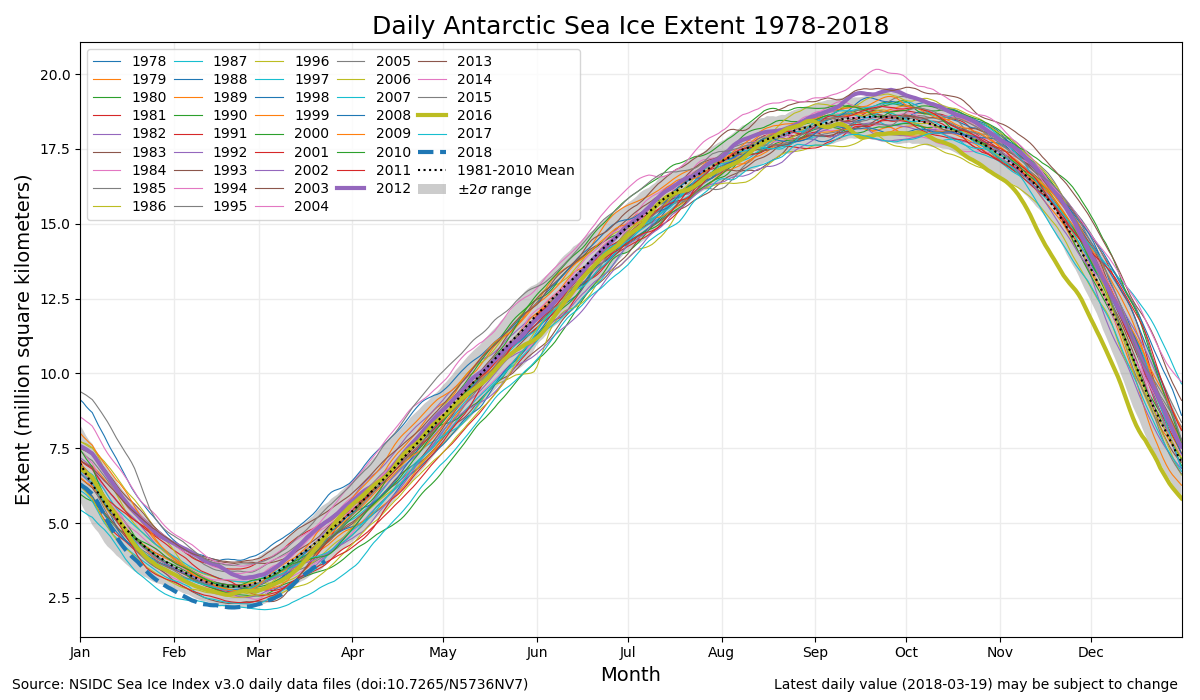 Daily Antarctic Sea Ice Extent 1978-2018
Extent (million square kilometers)
20.0
17.5
15.0
12.5
10.0
7.5
5.0
2.5
1978 1987 1996 2005 2013
1979 1988 1997 2006 2014
1980 1989 1998 2007 2015
1981 1990 1999 2008 2016
1982 1991 2000 2009 2017
1983 1992 2001 2010 2018
1984 1993 2002 2011 1981-2010 Mean
1985 1994 2003 2012 ±2σ range
1986 1995 2004
Jan Feb Mar Apr May Jun Jul Aug Sep Oct Nov Dec
Month
Source: NSIDC Sea Ice Index v3.0 daily data files (doi:10.7265/N5736NV7)
Latest daily value (2018-03-19) may be subject to change